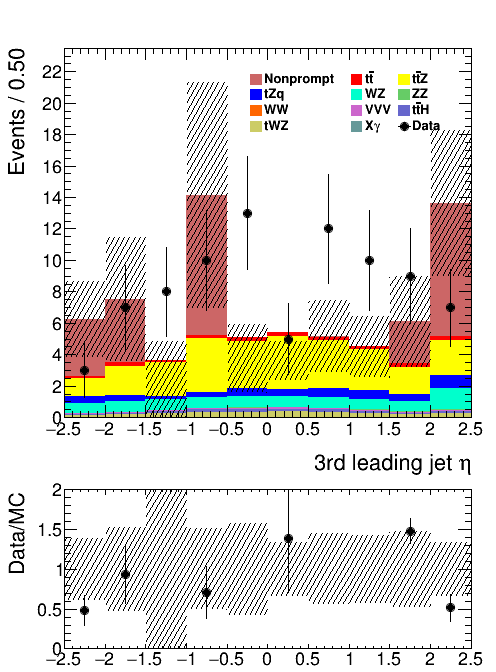 Events / 0.50
22
20
18
16
14
12
10
8
6
4
2
0
Nonprompt tt̄ tt̄Z
tZq WZ ZZ
WW VVV tt̄H
tWZ Xγ Data
−2.5 −2 −1.5 −1 −0.5 0 0.5 1 1.5 2 2.5
3rd leading jet η
Data/MC
2
1.5
1
0.5
0
−2.5 −2 −1.5 −1 −0.5 0 0.5 1 1.5 2 2.5